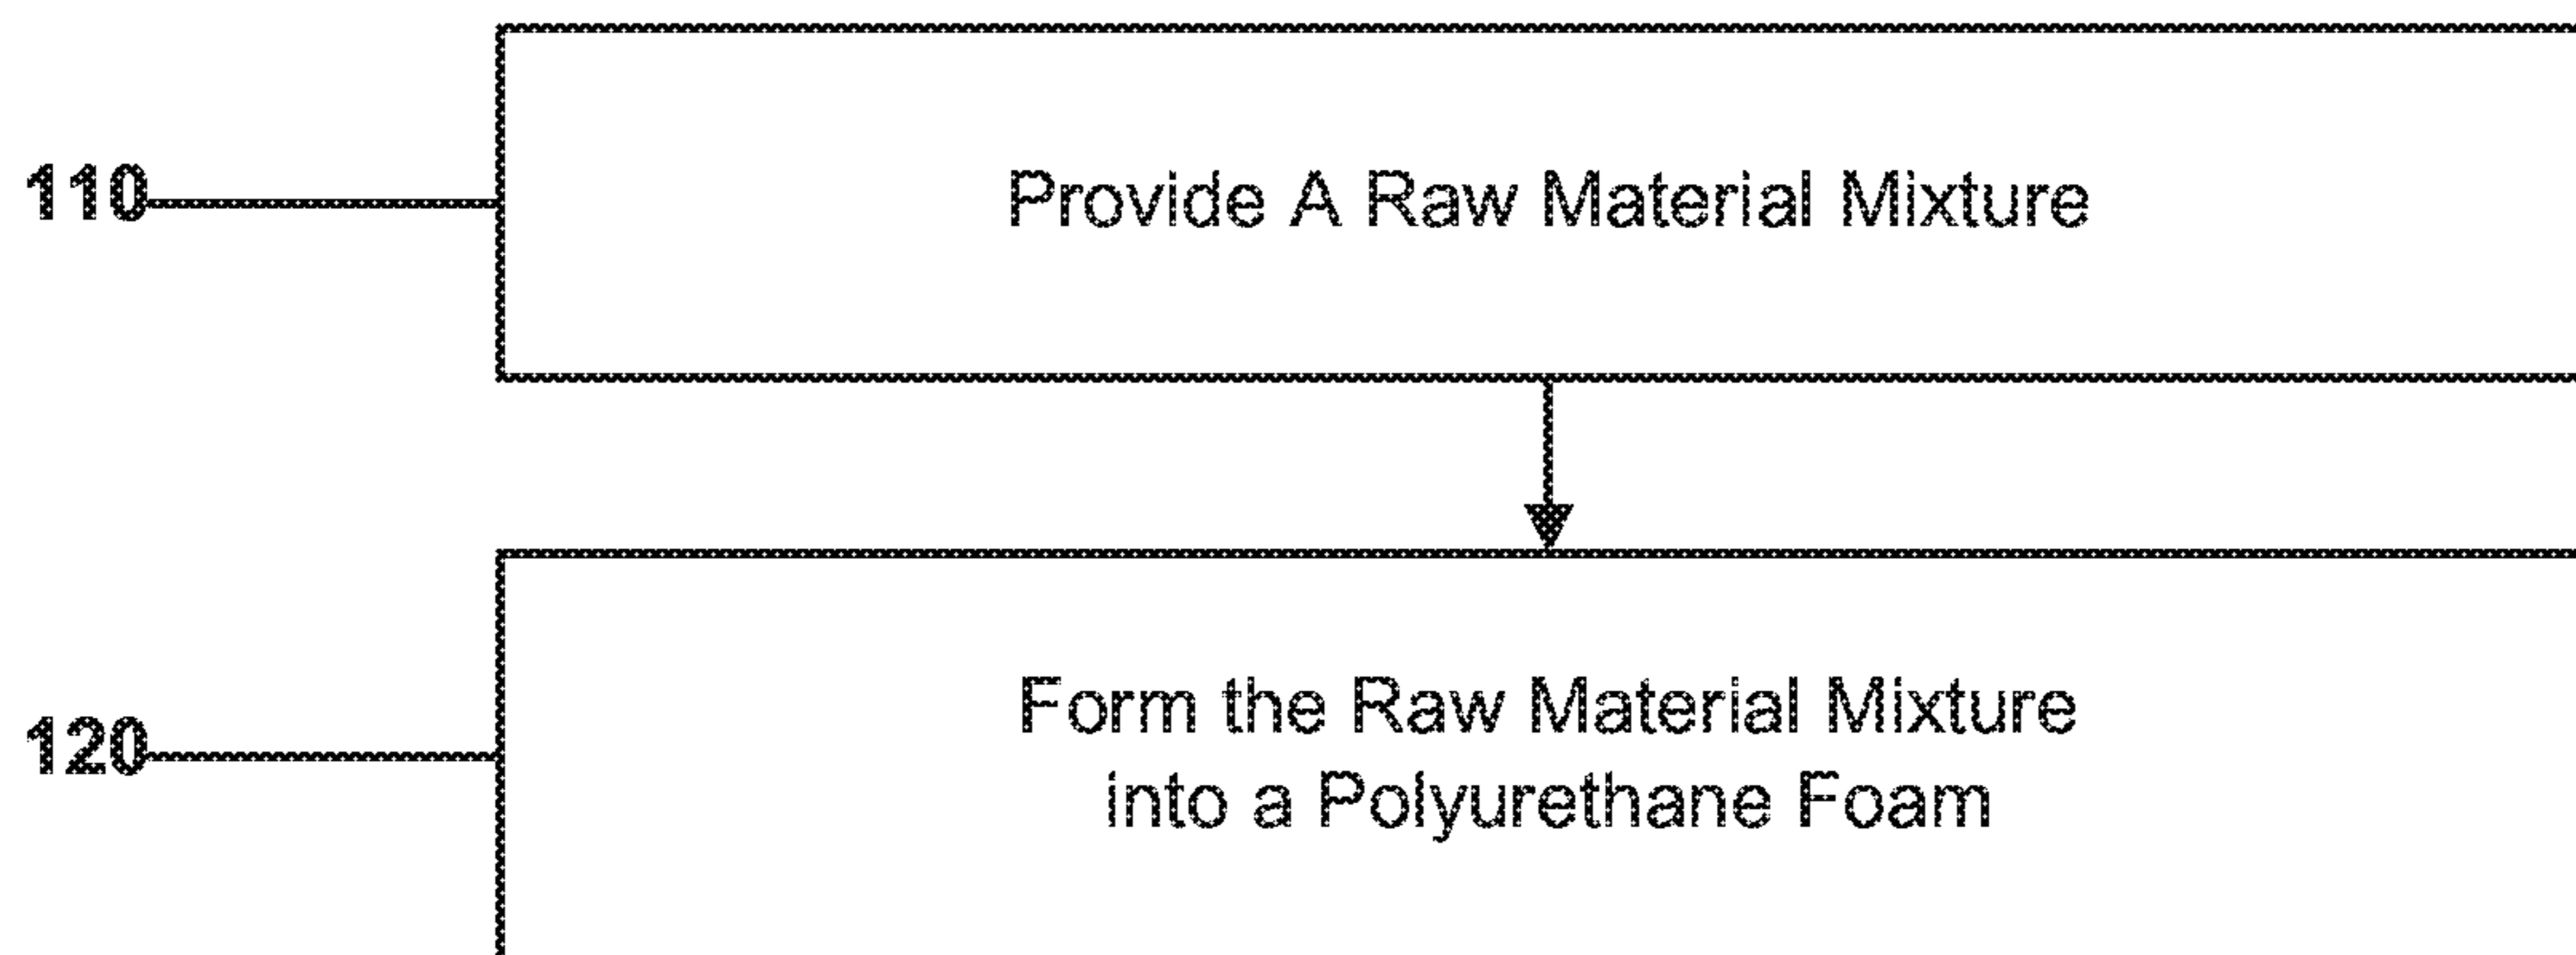 110
Provide A Raw Material Mixture
Form the Raw Material Mixture
120
into a Polyurethane Foam